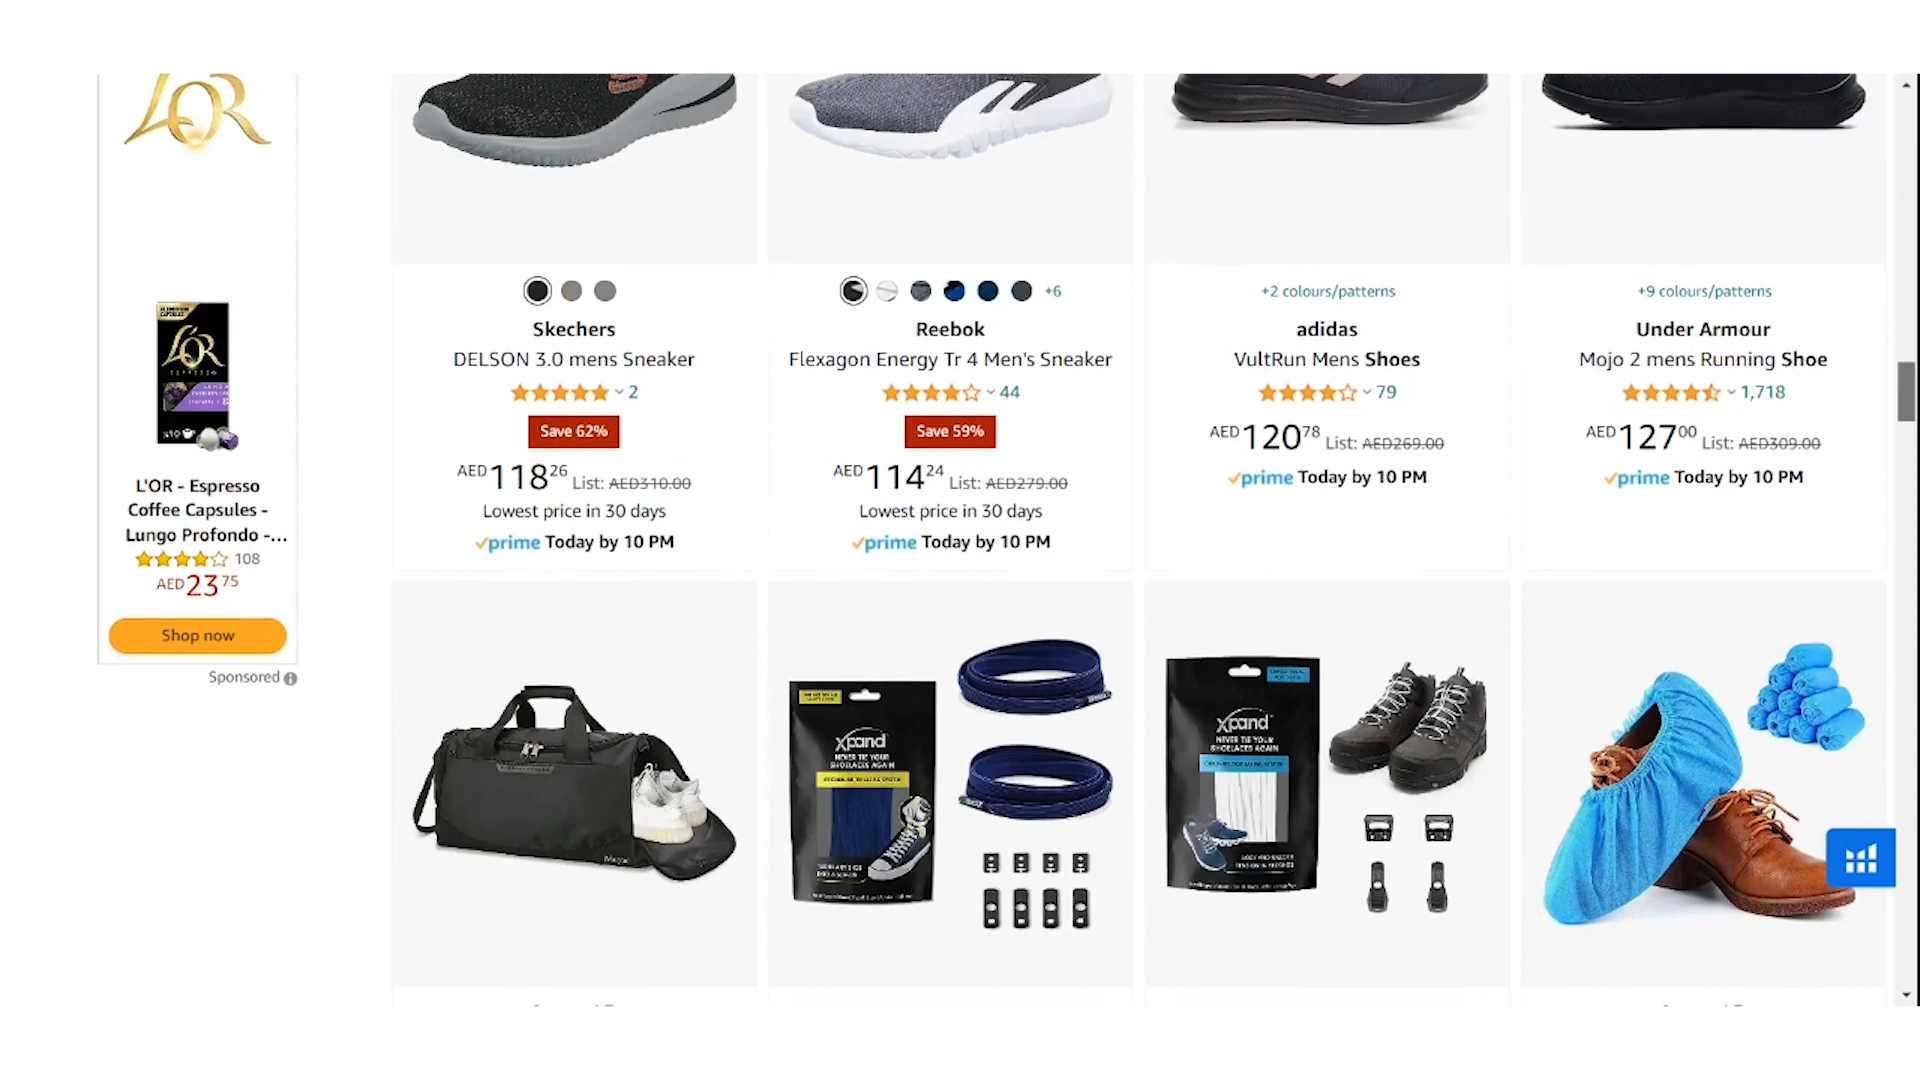 L'OR
L'OR
ESPRESSO
x10
L'OR - Espresso
Coffee Capsules -
Lungo Profondo -...
108
AED 23 75
Shop now
Sponsored
Skechers
DELSON 3.0 mens Sneaker
2
Save 62%
AED 118 26 List: AED310.00
Lowest price in 30 days
prime Today by 10 PM
+6
Reebok
Flexagon Energy Tr 4 Men's Sneaker
44
Save 59%
AED 114 24 List: AED279.00
Lowest price in 30 days
prime Today by 10 PM
+2 colours/patterns
adidas
VultRun Mens Shoes
79
AED 120 78 List: AED269.00
prime Today by 10 PM
+9 colours/patterns
Under Armour
Mojo 2 mens Running Shoe
1,718
AED 127 00 List: AED309.00
prime Today by 10 PM
xpand
NEVER TIE YOUR
SHOELACES AGAIN
xpand
NEVER TIE YOUR
SHOELACES AGAIN